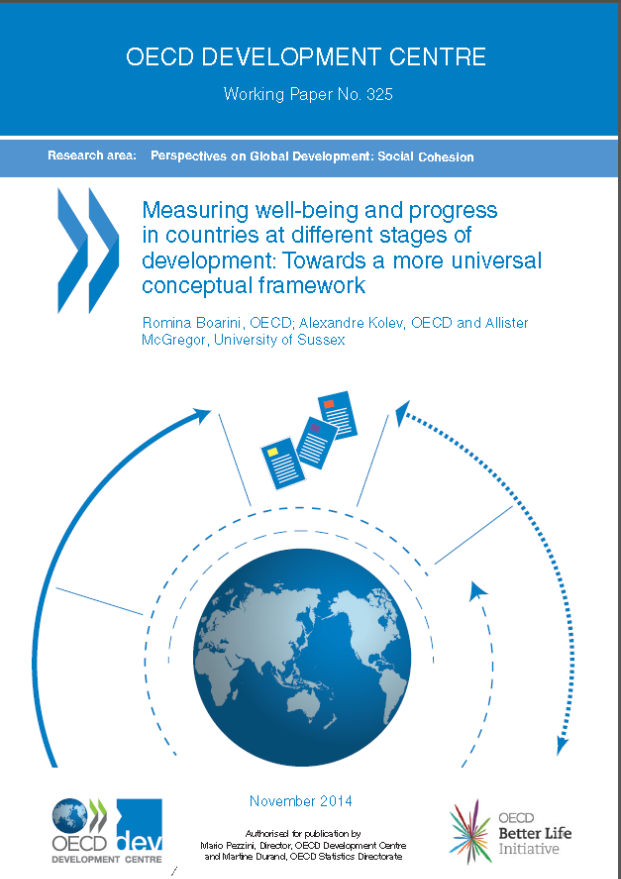 OECD DEVELOPMENT CENTRE
Working Paper No. 325
Research area: Perspectives on Global Development: Social Cohesion
Measuring well-being and progress
in countries at different stages of
development: Towards a more universal
conceptual framework
Romina Boarini, OECD; Alexandre Kolev, OECD and Allister
McGregor, University of Sussex
November 2014
Authorised for publication by
Mario Pezzini, Director, OECD Development Centre
and Martine Durand, OECD Statistics Directorate
OECD dev
DEVELOPMENT CENTRE
OECD
Better Life
Initiative